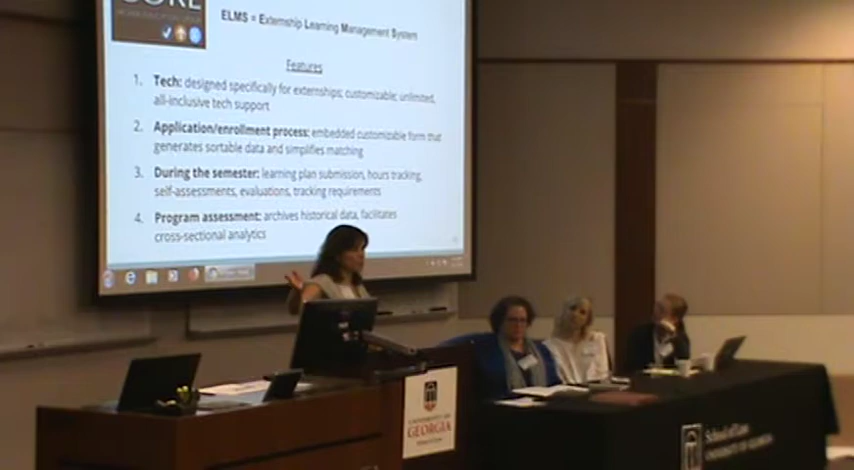 CORE
ELMS = Externship Learning Management System
Features
1. Tech: designed specifically for externships; customizable; unlimited,
all-inclusive tech support
2. Application/enrollment process: embedded customizable form that
generates sortable data and simplifies matching
3. During the semester: learning plan submission, hours tracking,
self-assessments, evaluations, tracking requirements
4. Program assessment: archives historical data, facilitates
cross-sectional analytics
UNIVERSITY OF
GEORGIA
School of Law
UNIVERSITY OF GEORGIA